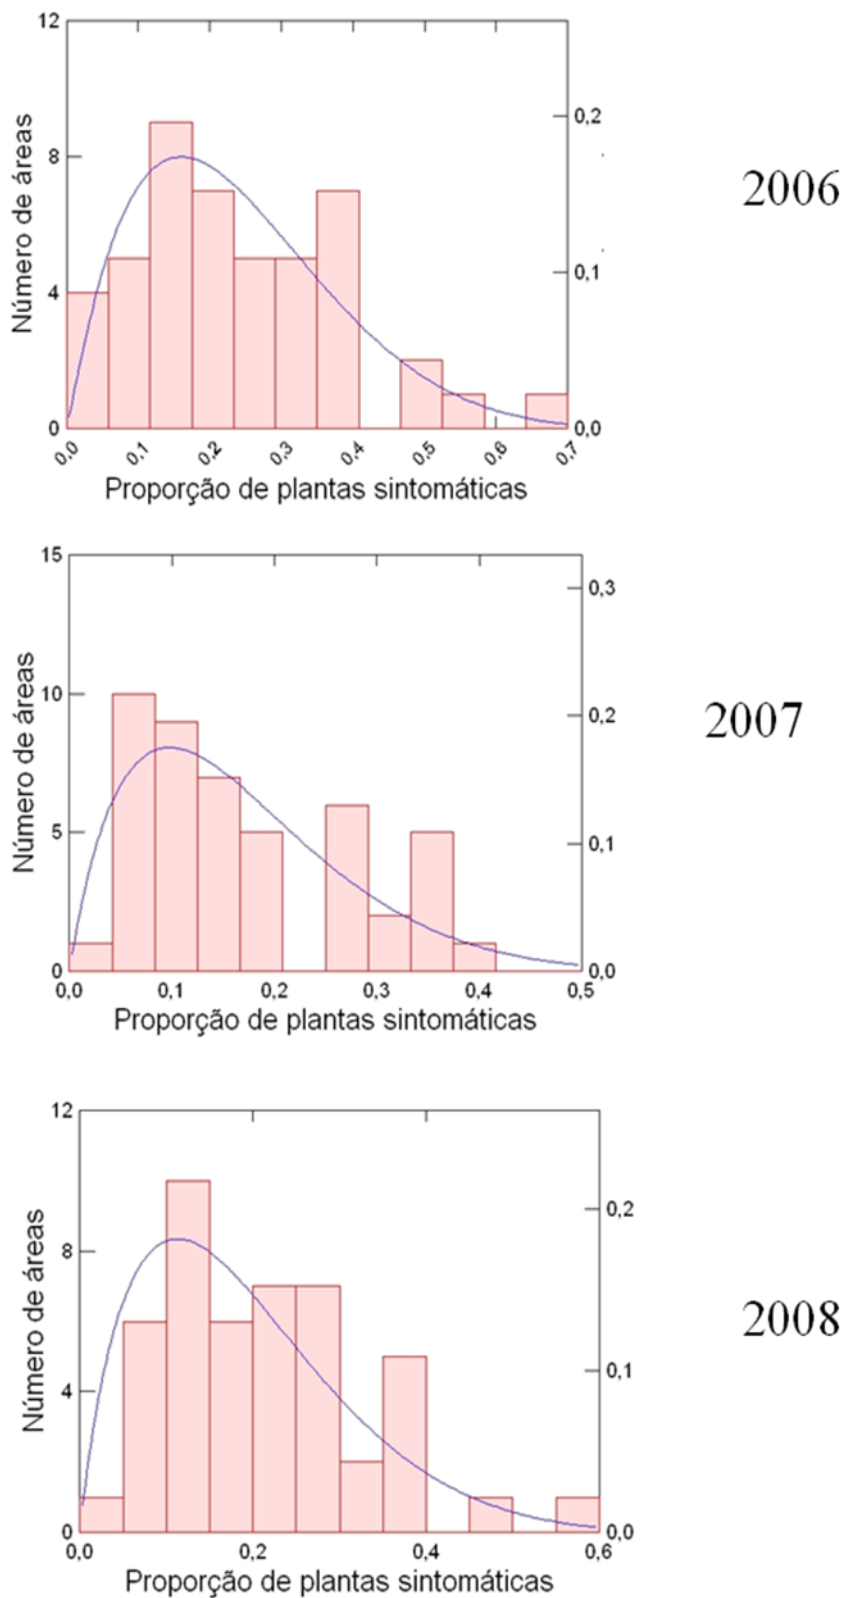 12
8
4
0
Número de áreas
0,2
0,1
0,0
0,0 0,1 0,2 0,3 0,4 0,5 0,6 0,7
Proporção de plantas sintomáticas
2006
15
10
5
0
Número de áreas
0,3
0,2
0,1
0,0
0,0 0,1 0,2 0,3 0,4 0,5
Proporção de plantas sintomáticas
2007
12
8
4
0
Número de áreas
0,2
0,1
0,0
0,0 0,2 0,4 0,6
Proporção de plantas sintomáticas
2008